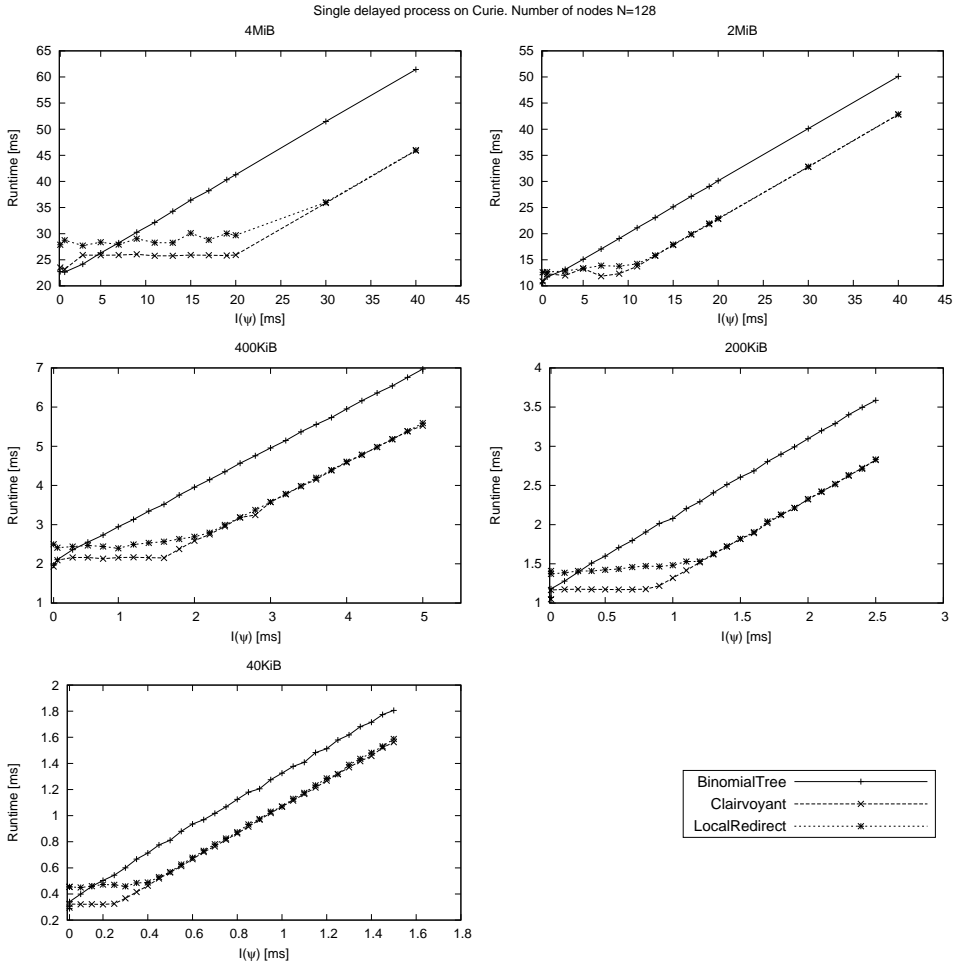 Single delayed process on Curie. Number of nodes N=128
4MiB
Runtime [ms]
65
60
55
50
45
40
35
30
25
20
0 5 10 15 20 25 30 35 40 45
I(ψ) [ms]
2MiB
Runtime [ms]
55
50
45
40
35
30
25
20
15
10
0 5 10 15 20 25 30 35 40 45
I(ψ) [ms]
400KiB
Runtime [ms]
7
6
5
4
3
2
1
0 1 2 3 4 5
I(ψ) [ms]
200KiB
Runtime [ms]
4
3.5
3
2.5
2
1.5
1
0 0.5 1 1.5 2 2.5 3
I(ψ) [ms]
40KiB
Runtime [ms]
2
1.8
1.6
1.4
1.2
1
0.8
0.6
0.4
0.2
0 0.2 0.4 0.6 0.8 1 1.2 1.4 1.6 1.8
I(ψ) [ms]
BinomialTree
Clairvoyant
LocalRedirect